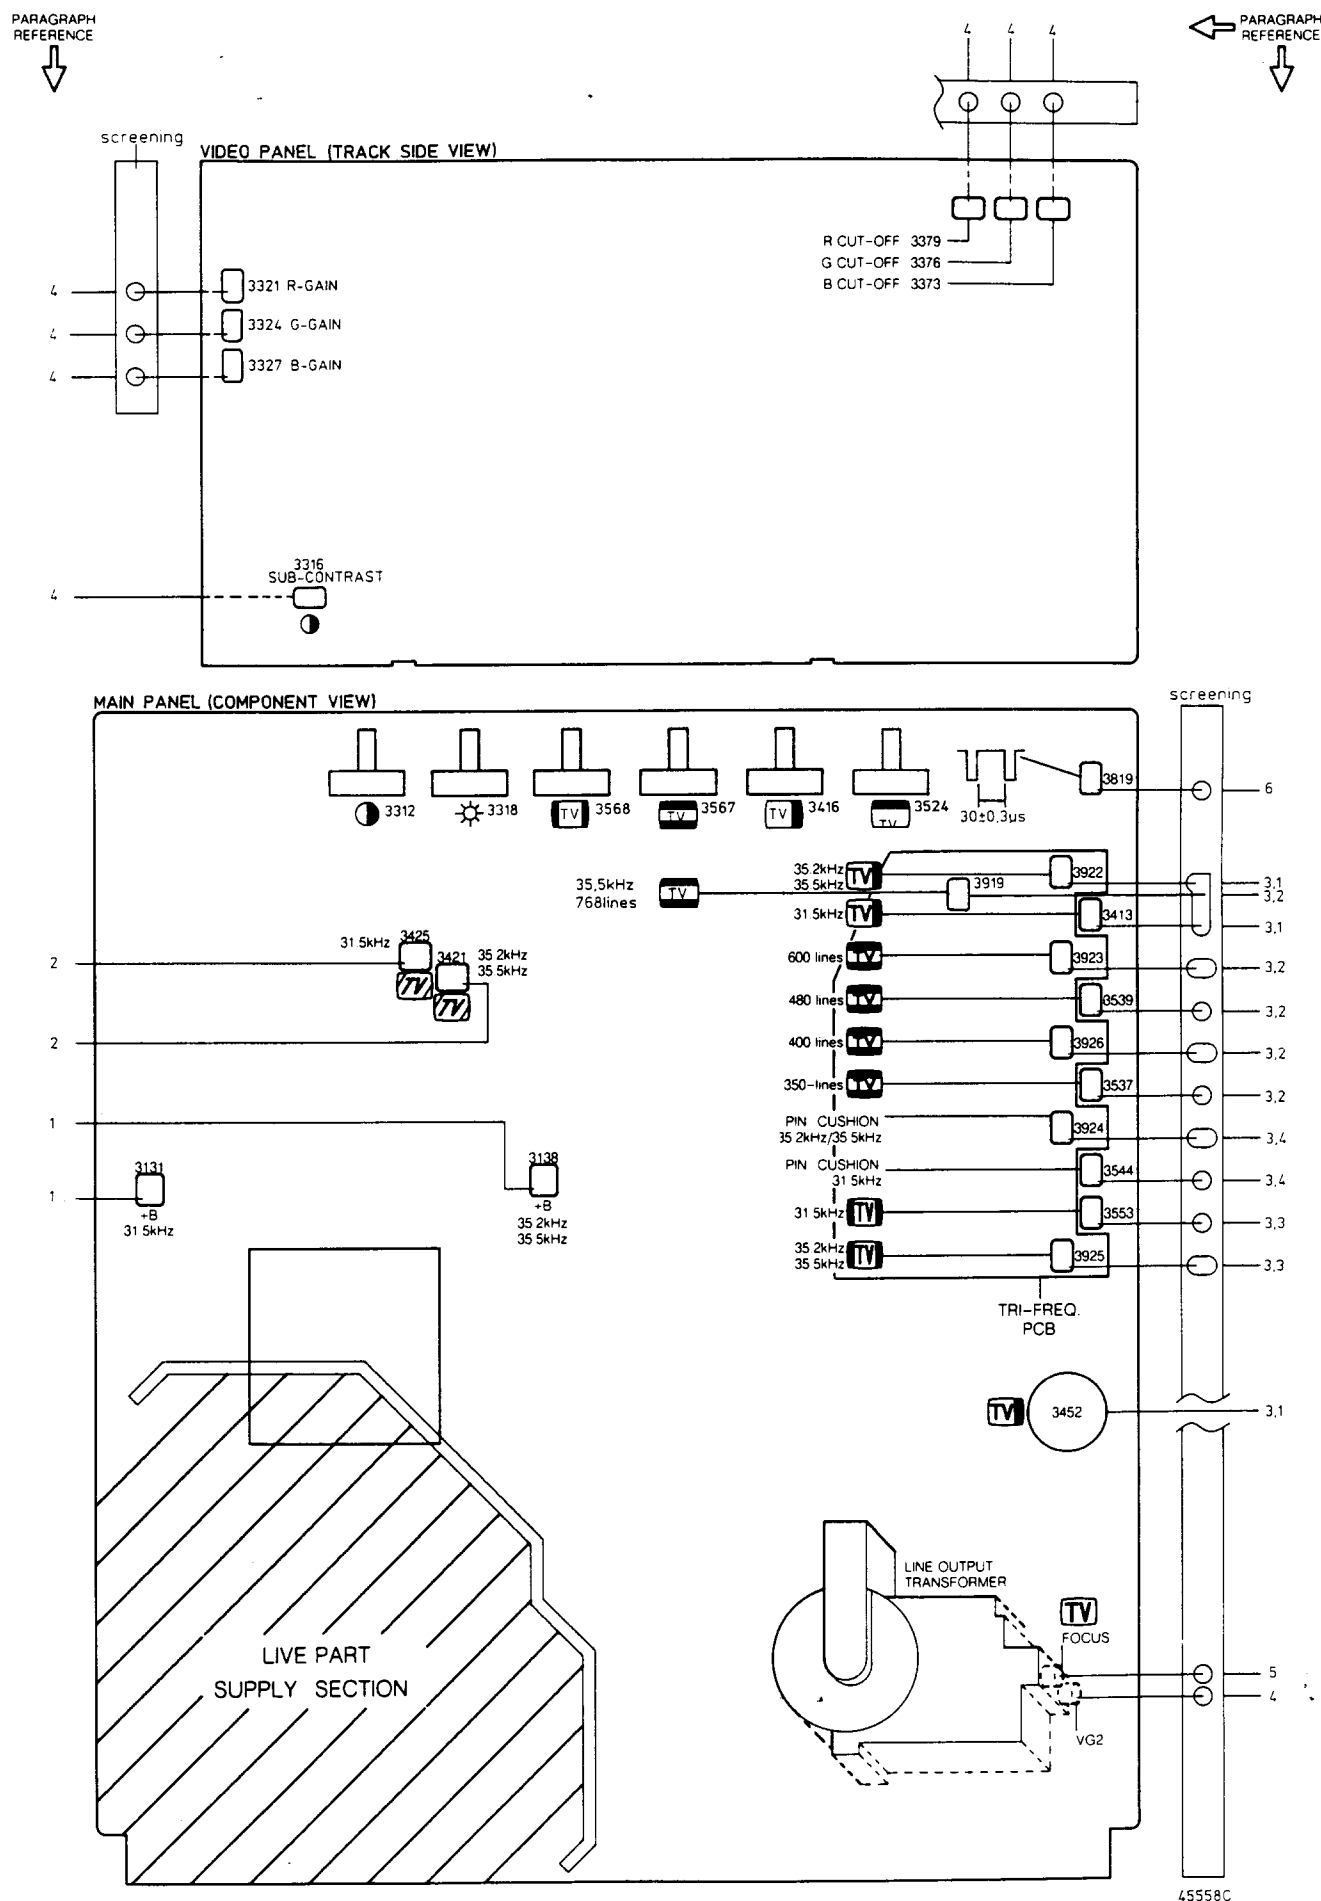 PARAGRAPH
REFERENCE
4 4 4
PARAGRAPH
REFERENCE
screening
VIDEO PANEL (TRACK SIDE VIEW)
R CUT-OFF 3379
G CUT-OFF 3376
B CUT-OFF 3373
4
3321 R-GAIN
4
3324 G-GAIN
4
3327 B-GAIN
3316
SUB-CONTRAST
4
MAIN PANEL (COMPONENT VIEW)
screening
3312
3318
TV 3568
TV 3567
TV 3416
TV 3524
30±0,3µs
3819
6
35.2kHz
35 5kHz
TV
3922
3,1
35,5kHz
768lines
TV
3919
3,2
31.5kHz TV
3413
3,1
600 lines TV
3923
3,2
480 lines TV
3539
3,2
400 lines TV
3926
3,2
350-lines TV
3537
3,2
PIN CUSHION
35 2kHz/35 5kHz
3924
3,4
PIN CUSHION
31 5kHz
3544
3,4
31 5kHz TV
3553
3,3
35 2kHz
35 5kHz
TV
3925
3,3
TRI-FREQ.
PCB
2
31 5kHz
3425
TV
3421
35 2kHz
35 5kHz
TV
2
1
3138
+B
35 2kHz
35 5kHz
1
3131
+B
31 5kHz
TV
3452
3,1
LINE OUTPUT
TRANSFORMER
TV
FOCUS
5
4
VG2
LIVE PART
SUPPLY SECTION
45558C